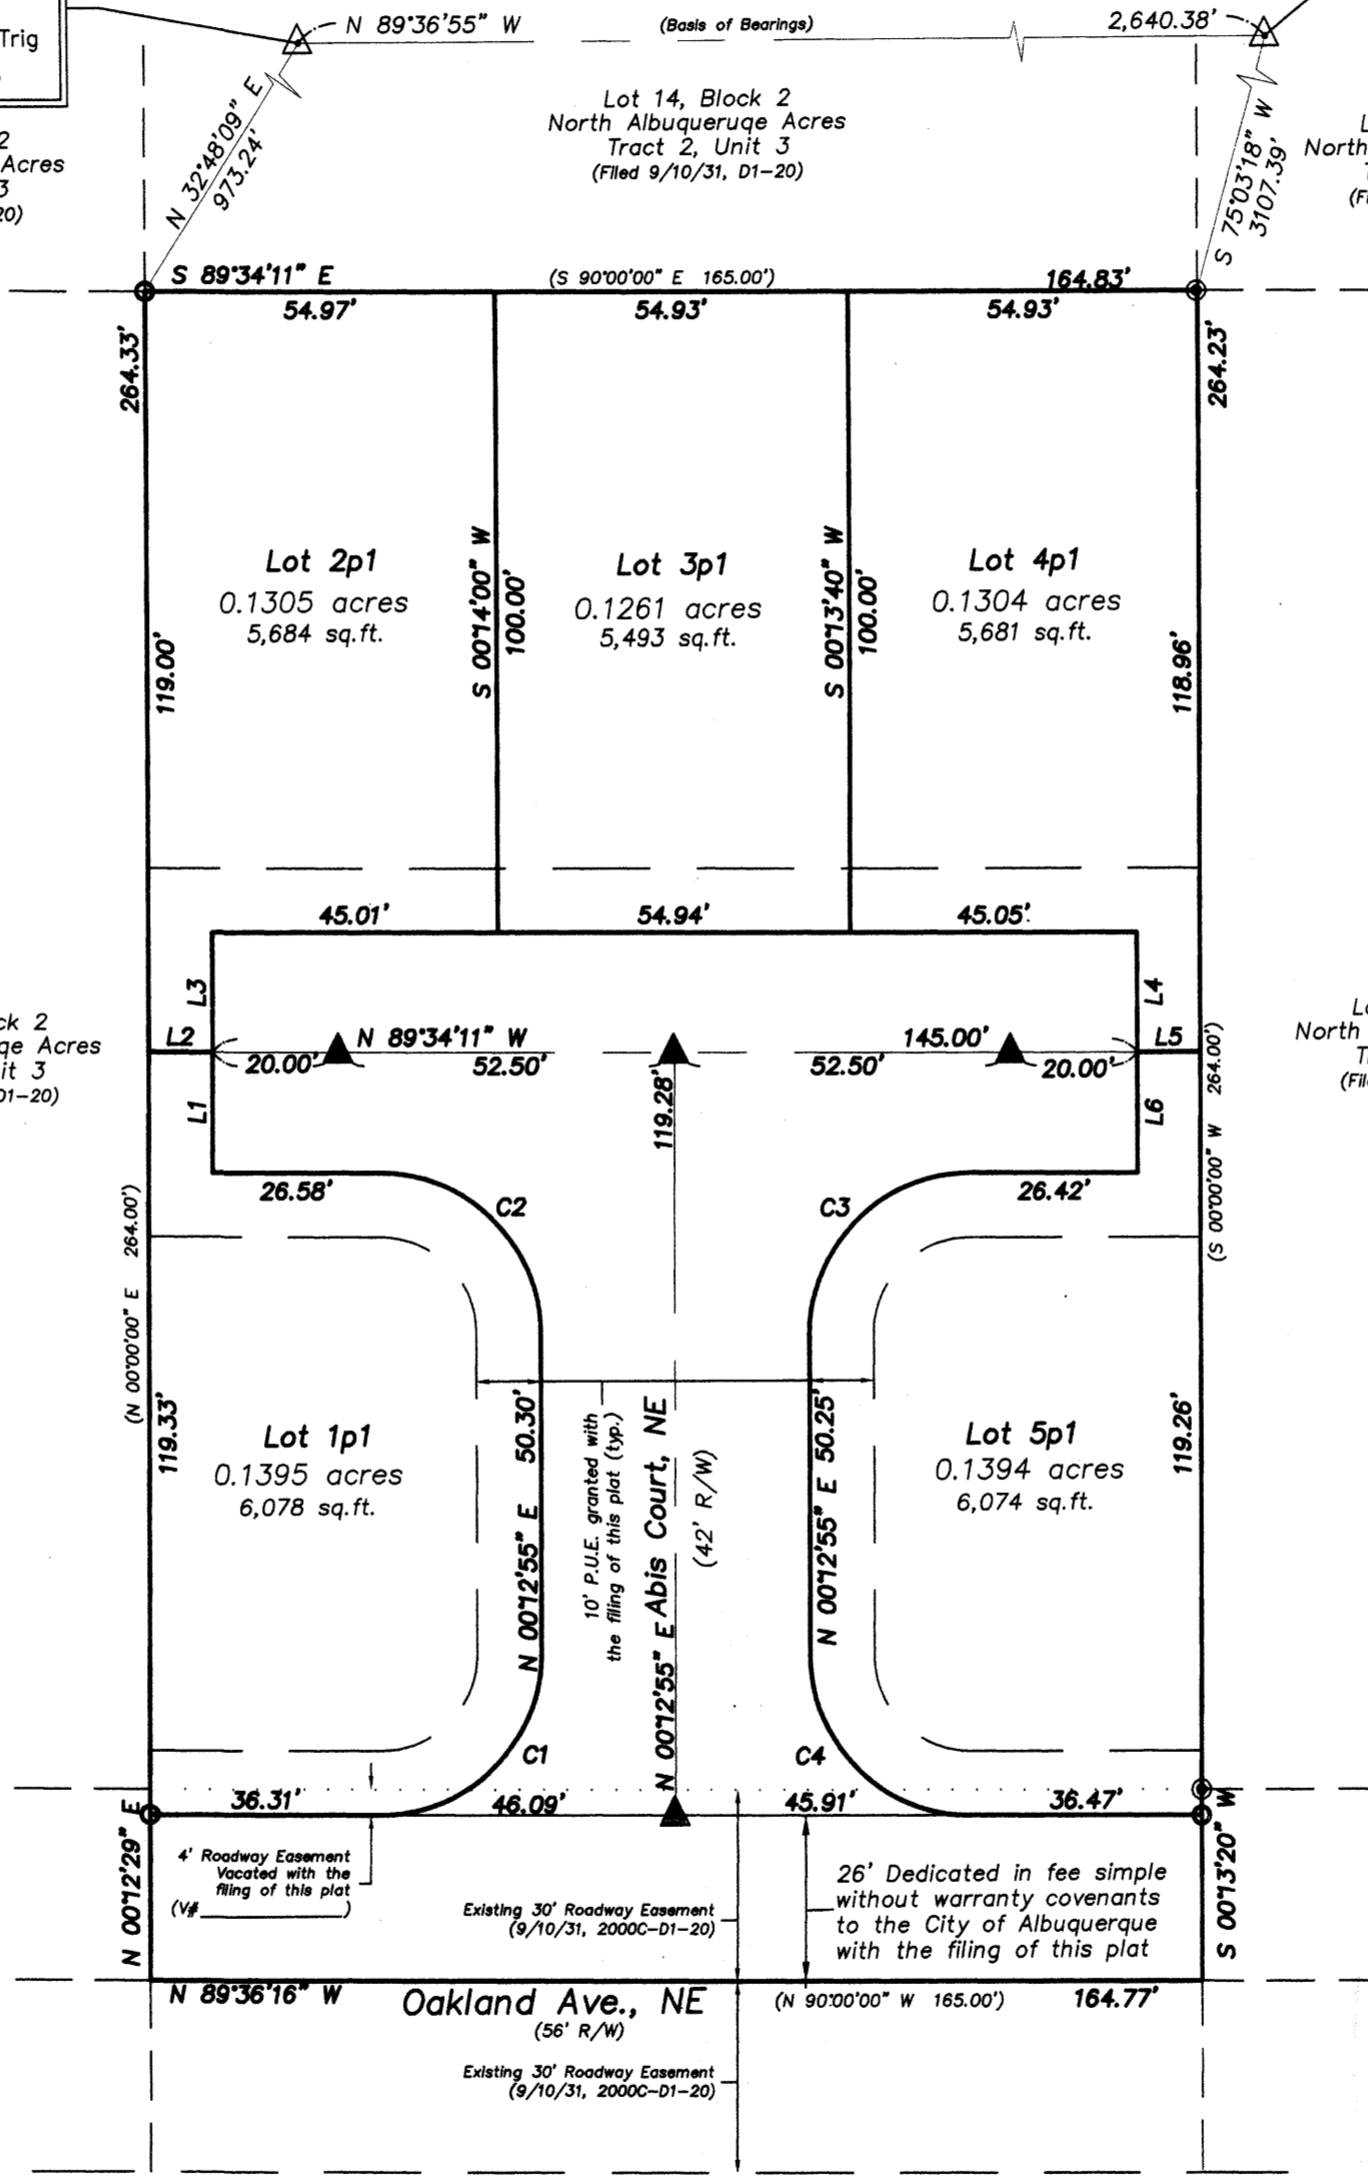 Trig
N 89°36'55" W
(Basis of Bearings)
2,640.38'
N 32°48'09" E
973.24'
Lot 14, Block 2
North Albuqueruqe Acres
Tract 2, Unit 3
(Filed 9/10/31, D1-20)
S 75°03'18" W
3107.39'
2
Acres
3
20)
North
S 89°34'11" E
(S 90°00'00" E 165.00')
164.83'
54.97'
54.93'
54.93'
264.33'
264.23'
Lot 2p1
0.1305 acres
5,684 sq.ft.
S 00°14'00" W
100.00'
Lot 3p1
0.1261 acres
5,493 sq.ft.
S 00°13'40" W
100.00'
Lot 4p1
0.1304 acres
5,681 sq.ft.
119.00'
118.96'
45.01'
54.94'
45.05'
L3
L4
ck 2
ge Acres
it 3
01-20)
L2
N 89°34'11" W
145.00'
L5
20.00'
52.50'
52.50'
20.00'
L1
119.28'
L6
(S 00°00'00" W 264.00')
North
26.58'
C2
C3
26.42'
(N 00°00'00" E 264.00')
119.33'
Lot 1p1
0.1395 acres
6,078 sq.ft.
N 00°12'55" E 50.30'
10' P.U.E. granted with
the filing of this plat (typ.)
N 00°12'55" E
Abis Court, NE
(42' R/W)
N 00°12'55" E 50.25'
Lot 5p1
0.1394 acres
6,074 sq.ft.
119.26'
C1
C4
36.31'
46.09'
45.91'
36.47'
N 00°12'29" E
4' Roadway Easement
Vacated with the
filing of this plat
(V#____________)
Existing 30' Roadway Easement
(9/10/31, 2000C-D1-20)
26' Dedicated in fee simple
without warranty covenants
to the City of Albuquerque
with the filing of this plat
S 00°13'20" W
N 89°36'16" W
Oakland Ave., NE
(56' R/W)
(N 90°00'00" W 165.00')
164.77'
Existing 30' Roadway Easement
(9/10/31, 2000C-D1-20)